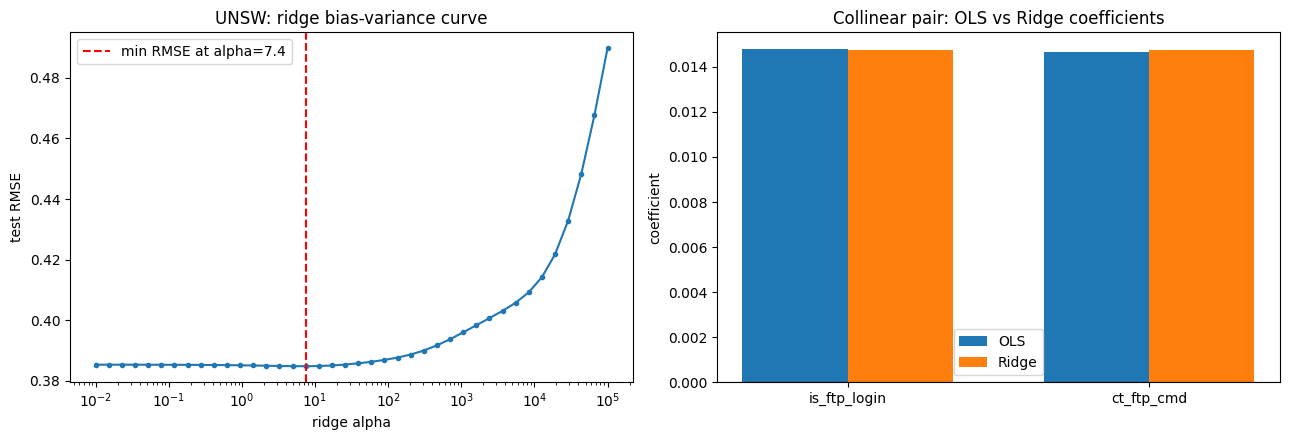 UNSW: ridge bias-variance curve
min RMSE at alpha=7.4
test RMSE
0.48
0.46
0.44
0.42
0.40
0.38
10⁻²
10⁻¹
10⁰
10¹
10²
10³
10⁴
10⁵
ridge alpha
Collinear pair: OLS vs Ridge coefficients
coefficient
0.014
0.012
0.010
0.008
0.006
0.004
0.002
0.000
OLS
Ridge
is_ftp_login
ct_ftp_cmd